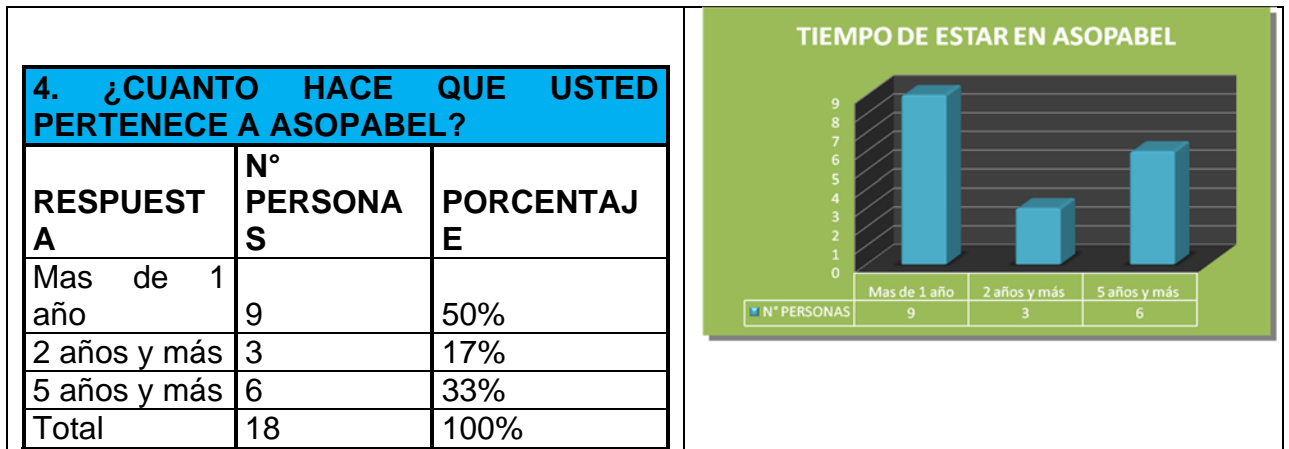 4. ¿CUANTO HACE QUE USTED
PERTENECE A ASOPABEL?
RESPUEST
A
N°
PERSONA
S
PORCENTAJ
E
Mas de 1
año
9
50%
2 años y más 3 17%
5 años y más 6 33%
Total 18 100%
TIEMPO DE ESTAR EN ASOPABEL
9
8
7
6
5
4
3
2
1
0
Mas de 1 año 2 años y más 5 años y más
N° PERSONAS 9 3 6